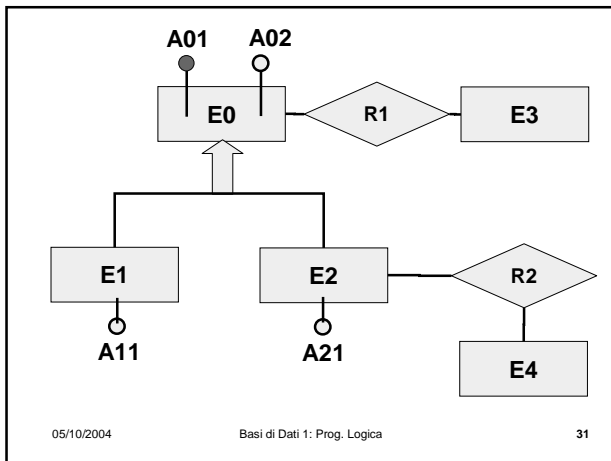 A01 A02
E0 R1 E3
E1 E2 R2
A11 A21
E4
05/10/2004 Basi di Dati 1: Prog. Logica 31